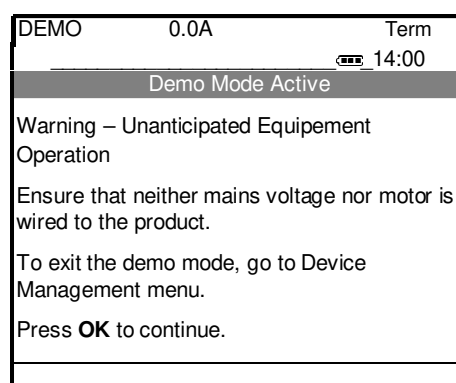 DEMO 0.0A Term
14:00
Demo Mode Active
Warning – Unanticipated Equipement
Operation
Ensure that neither mains voltage nor motor is
wired to the product.
To exit the demo mode, go to Device
Management menu.
Press OK to continue.